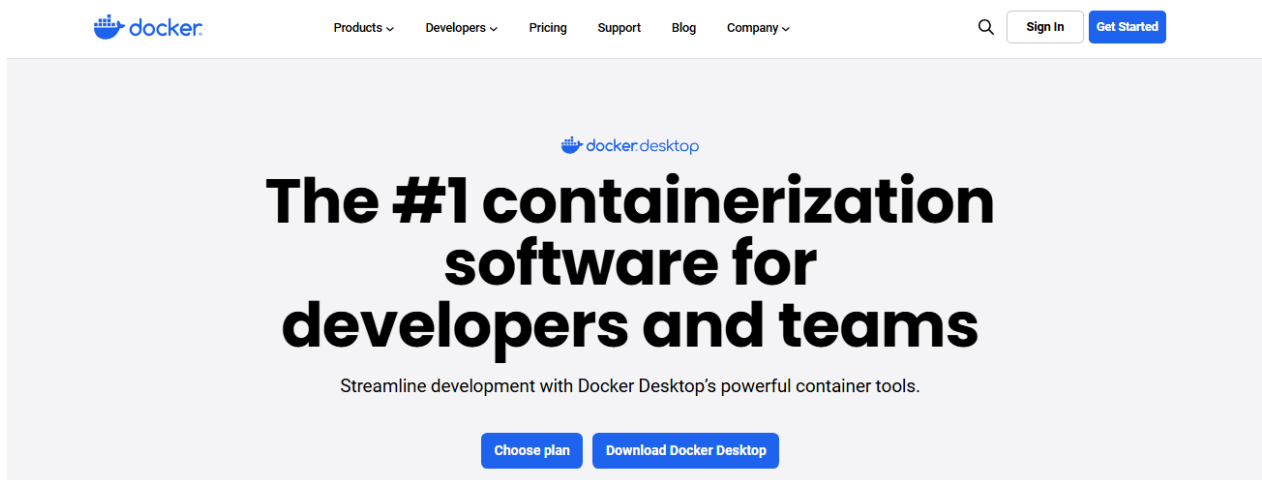 docker
Products Developers Pricing Support Blog Company Sign In Get Started
docker desktop
The #1 containerization
software for
developers and teams
Streamline development with Docker Desktop’s powerful container tools.
Choose plan Download Docker Desktop